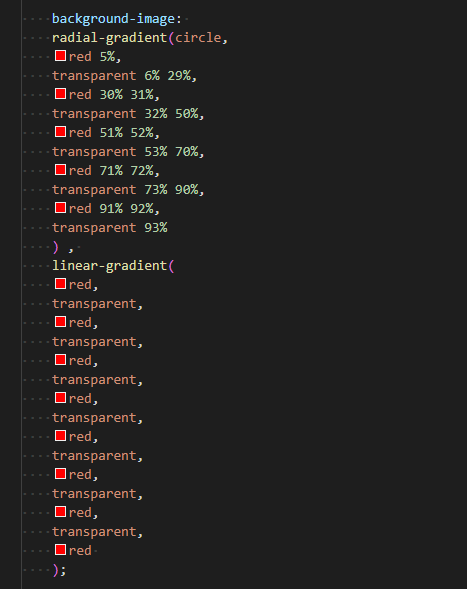 background-image:
radial-gradient(circle,
red 5%,
transparent 6% 29%,
red 30% 31%,
transparent 32% 50%,
red 51% 52%,
transparent 53% 70%,
red 71% 72%,
transparent 73% 90%,
red 91% 92%,
transparent 93%
) ,
linear-gradient(
red,
transparent,
red,
transparent,
red,
transparent,
red,
transparent,
red,
transparent,
red,
transparent,
red,
transparent,
red
);